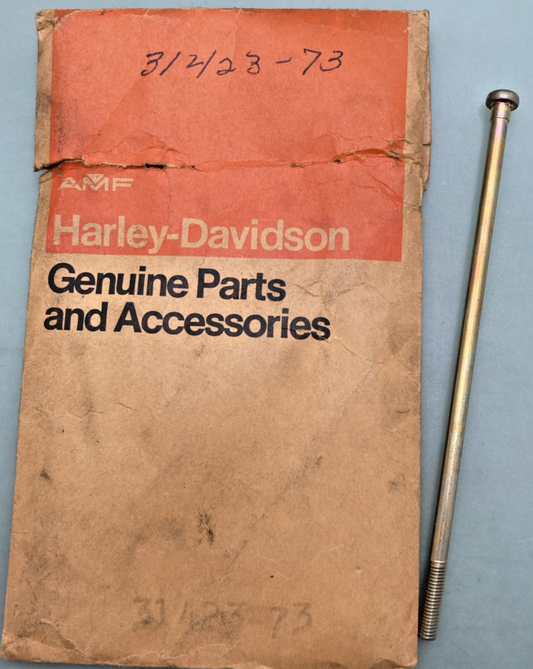 31423-73
AMF
Harley-Davidson
Genuine Parts
and Accessories
31423 73